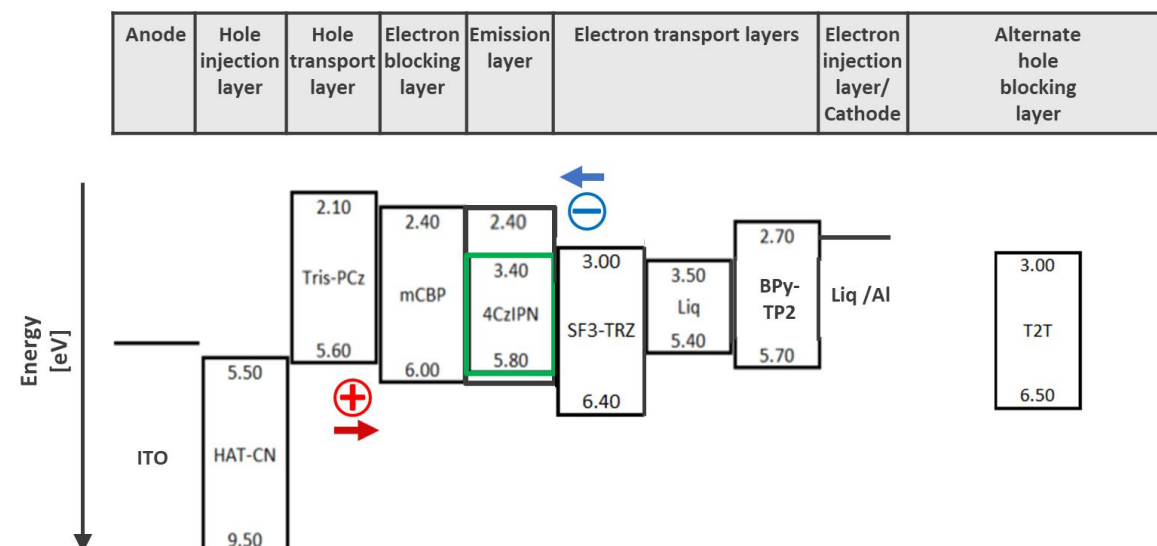 Anode
Hole
injection
layer
Hole
transport
layer
Electron
blocking
layer
Emission
layer
Electron transport layers
Electron
injection
layer/
Cathode
Alternate
hole
blocking
layer
Energy
[eV]
ITO
5.50
HAT-CN
9.50
2.10
Tris-PCz
5.60
2.40
mCBP
6.00
2.40
3.40
4CzIPN
5.80
3.00
SF3-TRZ
6.40
3.50
Liq
5.40
2.70
BPy-
TP2
5.70
Liq /Al
3.00
T2T
6.50